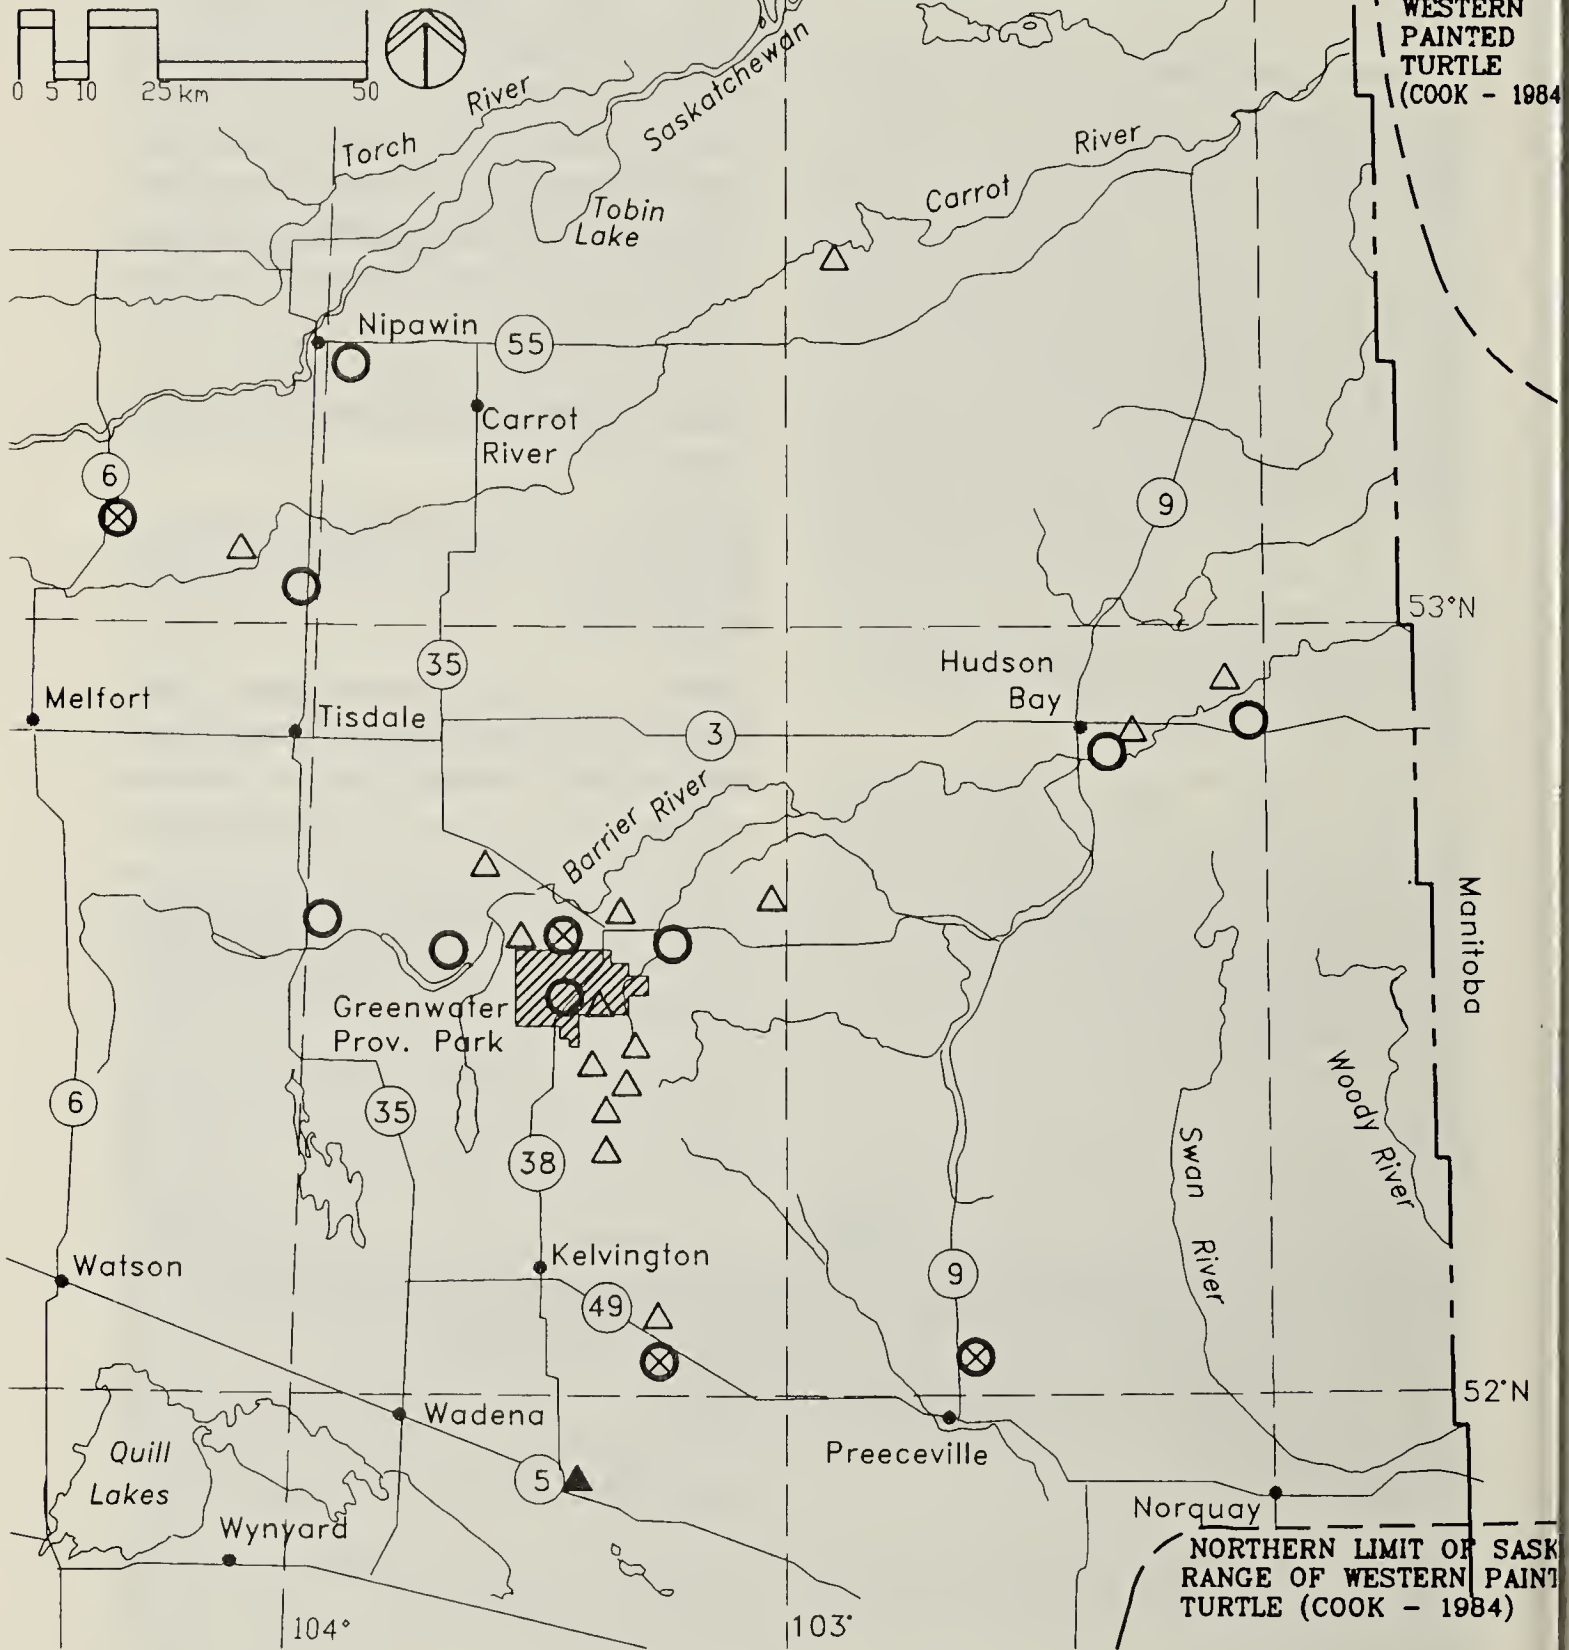 0 5 10 25 km 50
WESTERN
PAINTED
TURTLE
(COOK - 1984
Torch River
Saskatchewan
Carrot River
Tobin
Lake
Nipawin
55
Carrot
River
6
9
53°N
35
Hudson
Bay
Melfort
Tisdale
3
Barrier River
Manitoba
Greenwater
Prov. Park
6
35
38
Swan River
Woody River
Watson
Kelvington
49
9
52°N
Wadena
Preeceville
Quill
Lakes
5
Norquay
Wynyard
NORTHERN LIMIT OF SASK
RANGE OF WESTERN PAINT
TURTLE (COOK - 1984)
104°
103°